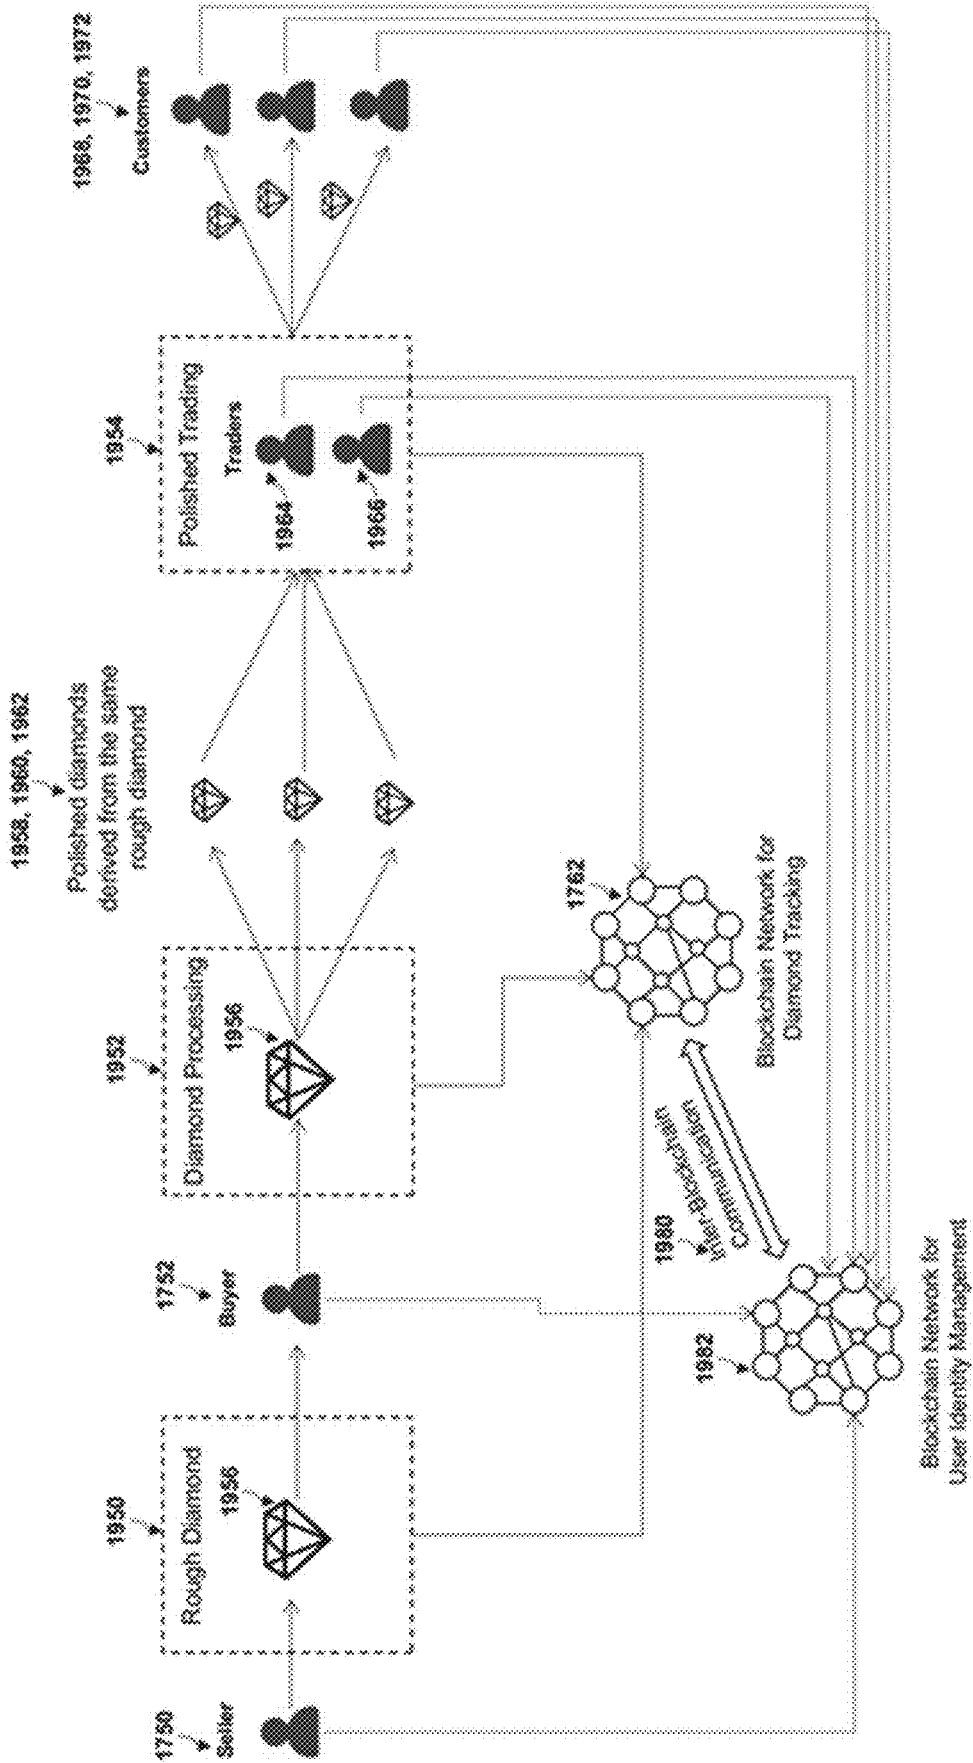 1750
Seller
1950
Rough Diamond
1956
1752
Buyer
1952
Diamond Processing
1956
1958, 1960, 1962
Polished diamonds
derived from the same
rough diamond
1954
Polished Trading
Traders
1964
1966
1968, 1970, 1972
Customers
1762
Blockchain Network for
Diamond Tracking
1980
Inter-Blockchain
Communication
1982
Blockchain Network for
User Identity Management